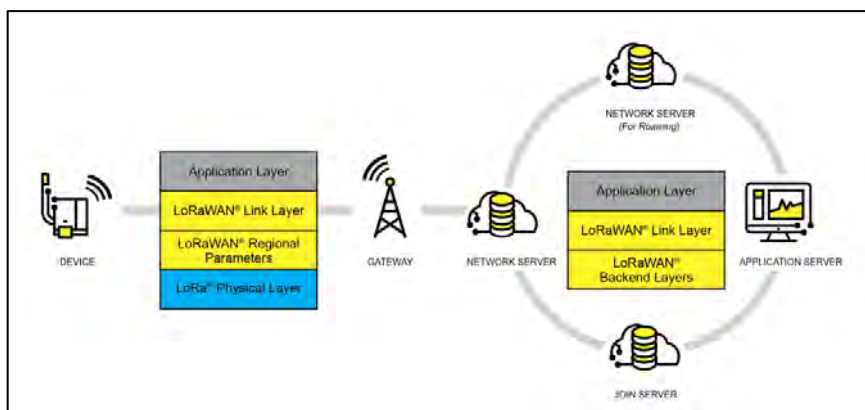 NETWORK SERVER
(For Roaming)
Application Layer
LoRaWAN® Link Layer
LoRaWAN® Regional
Parameters
LoRa® Physical Layer
DEVICE
GATEWAY
NETWORK SERVER
Application Layer
LoRaWAN® Link Layer
LoRaWAN®
Backend Layers
APPLICATION SERVER
JOIN SERVER